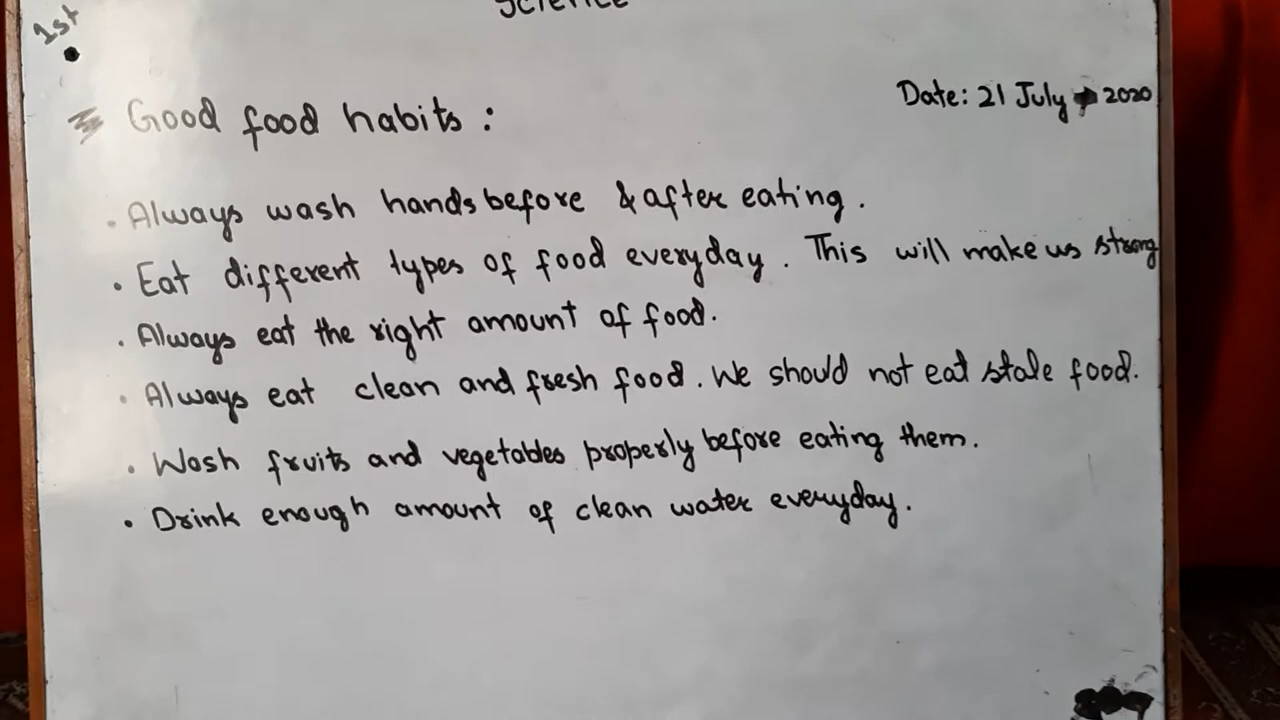 Science
1st
Date: 21 July 2020
Good food habits :
. Always wash hands before & after eating.
. Eat different types of food everyday. This will make us strong
. Always eat the right amount of food.
. Always eat clean and fresh food. We should not eat stale food.
. Wash fruits and vegetables properly before eating them.
. Drink enough amount of clean water everyday.